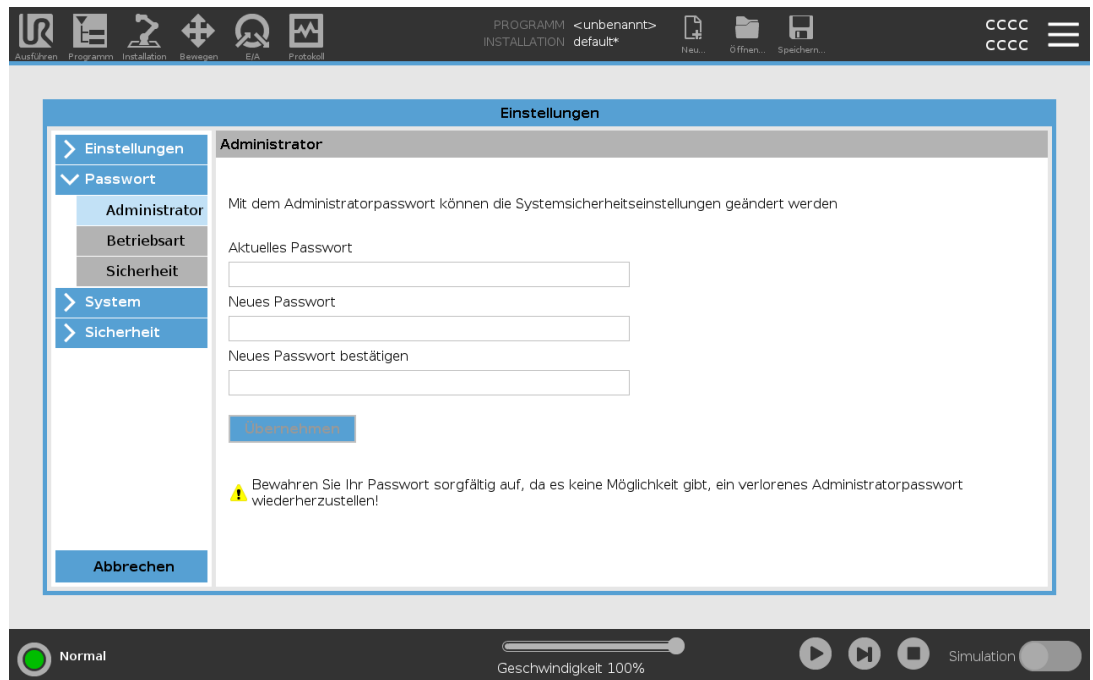 PROGRAMM <unbenannt>
INSTALLATION default*
CCCC
CCCC
Ausführen Programm Installation Bewegen E/A Protokoll
Neu... Öffnen... Speichern...
Einstellungen
Einstellungen
Passwort
Administrator
Betriebsart
Sicherheit
System
Sicherheit
Abbrechen
Administrator
Mit dem Administratorpasswort können die Systemsicherheitseinstellungen geändert werden
Aktuelles Passwort
Neues Passwort
Neues Passwort bestätigen
Übernehmen
Bewahren Sie Ihr Passwort sorgfältig auf, da es keine Möglichkeit gibt, ein verlorenes Administratorpasswort
wiederherzustellen!
Normal
Geschwindigkeit 100%
Simulation